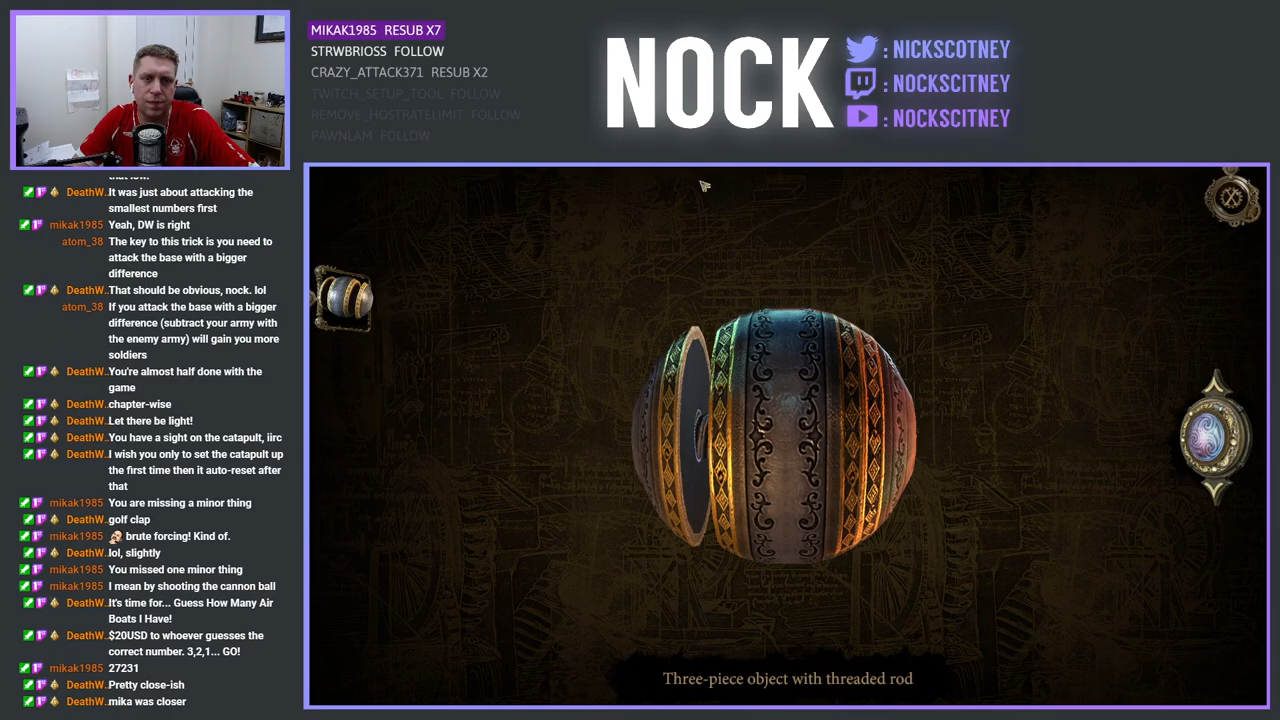 MIKAK1985 RESUB X7
STRWBRIOSS FOLLOW
CRAZY_ATTACK371 RESUB X2
TWITCH_SETUP_TOOL FOLLOW
REMOVE_HOSTRATELIMIT FOLLOW
PAWNLAM FOLLOW
NOCK
: NICKSCOTNEY
: NOCKSCITNEY
: NOCKSCITNEY
that low.
DeathW..It was just about attacking the
smallest numbers first
mikak1985 Yeah, DW is right
atom_38 The key to this trick is you need to
attack the base with a bigger
difference
DeathW..That should be obvious, nock. lol
atom_38 If you attack the base with a bigger
difference (subtract your army with
the enemy army) will gain you more
soldiers
DeathW..You're almost half done with the
game
DeathW..chapter-wise
DeathW..Let there be light!
DeathW..You have a sight on the catapult, iirc
DeathW..I wish you only to set the catapult up
the first time then it auto-reset after
that
mikak1985 You are missing a minor thing
DeathW..golf clap
mikak1985 brute forcing! Kind of.
DeathW..lol, slightly
mikak1985 You missed one minor thing
mikak1985 I mean by shooting the cannon ball
DeathW..It's time for... Guess How Many Air
Boats I Have!
DeathW..$20USD to whoever guesses the
correct number. 3,2,1... GO!
mikak1985 27231
DeathW..Pretty close-ish
DeathW..mika was closer
Three-piece object with threaded rod